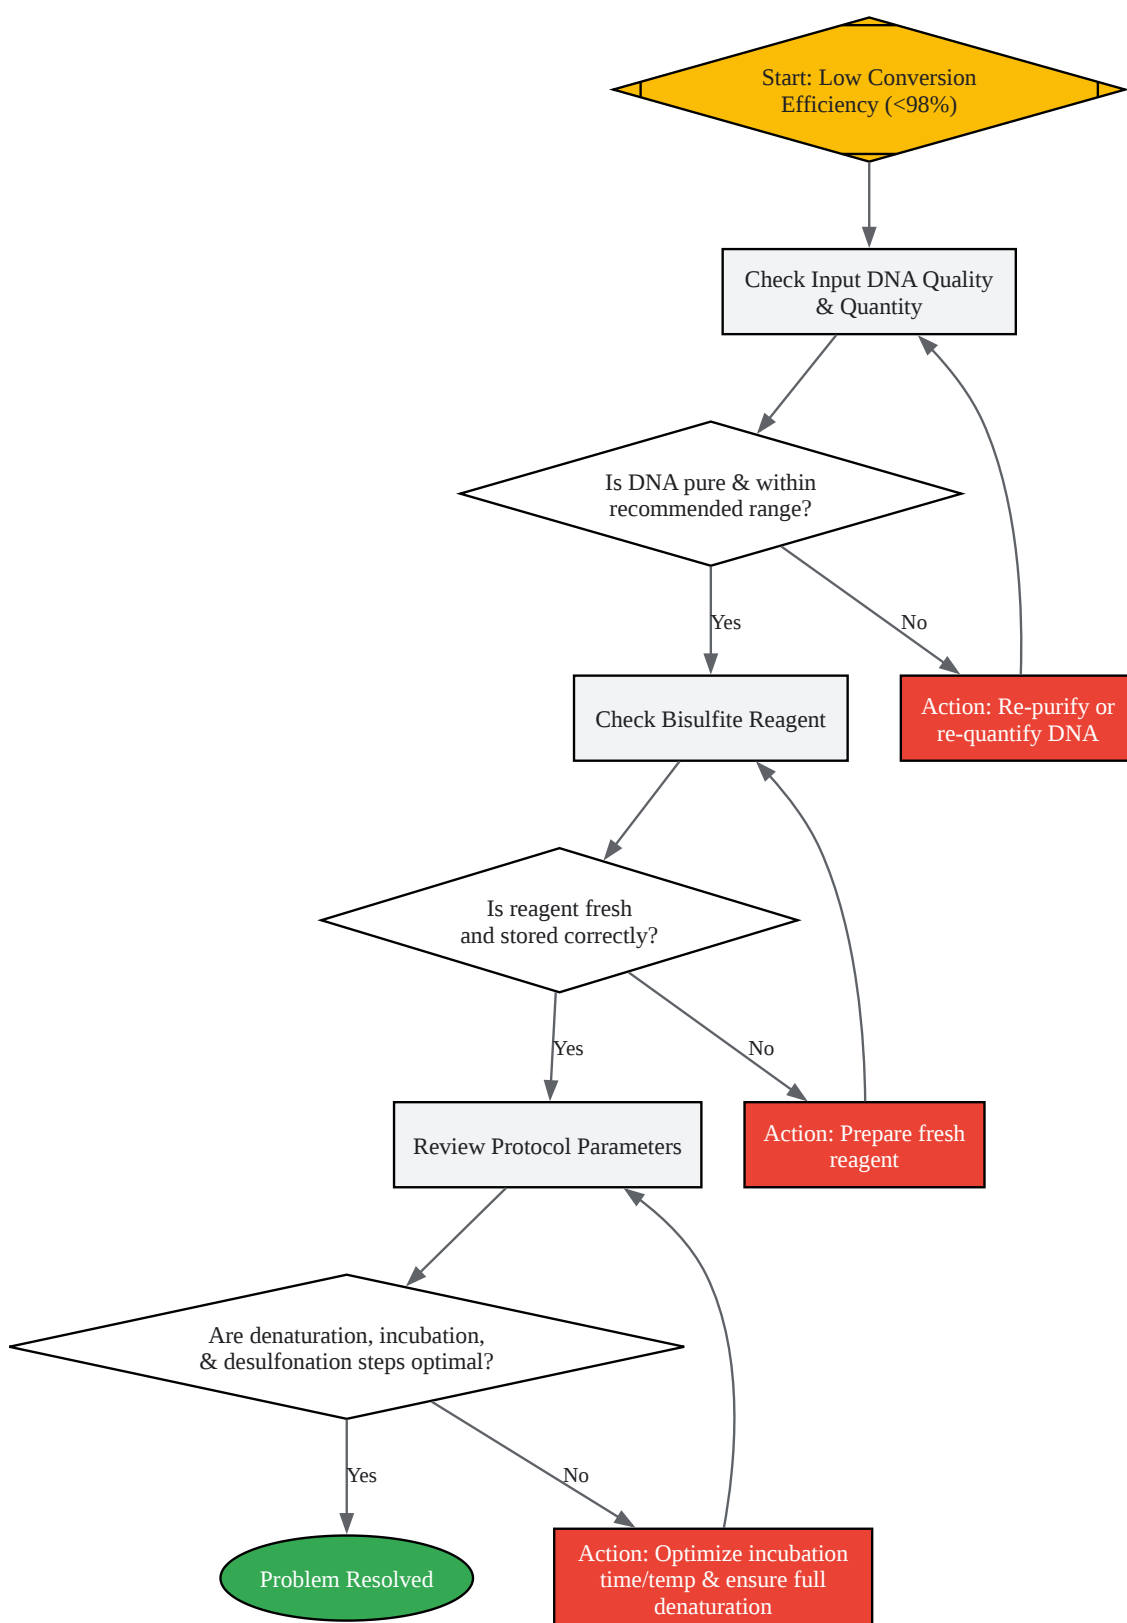 Start: Low Conversion
Efficiency (<98%)
Check Input DNA Quality
& Quantity
Is DNA pure & within
recommended range?
Yes
No
Check Bisulfite Reagent
Action: Re-purify or
re-quantify DNA
Is reagent fresh
and stored correctly?
Yes
No
Review Protocol Parameters
Action: Prepare fresh
reagent
Are denaturation, incubation,
& desulfonation steps optimal?
Yes
No
Problem Resolved
Action: Optimize incubation
time/temp & ensure full
denaturation